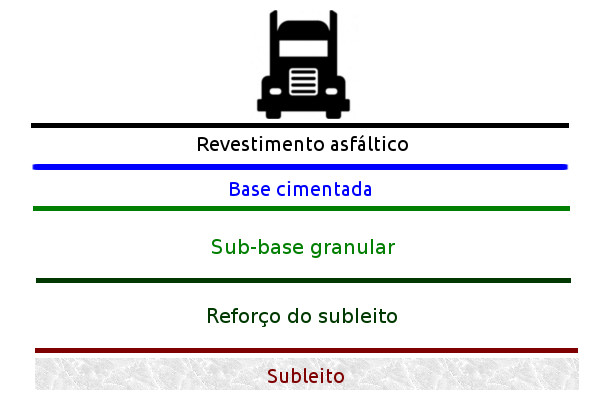 Revestimento asfáltico
Base cimentada
Sub-base granular
Reforço do subleito
Subleito